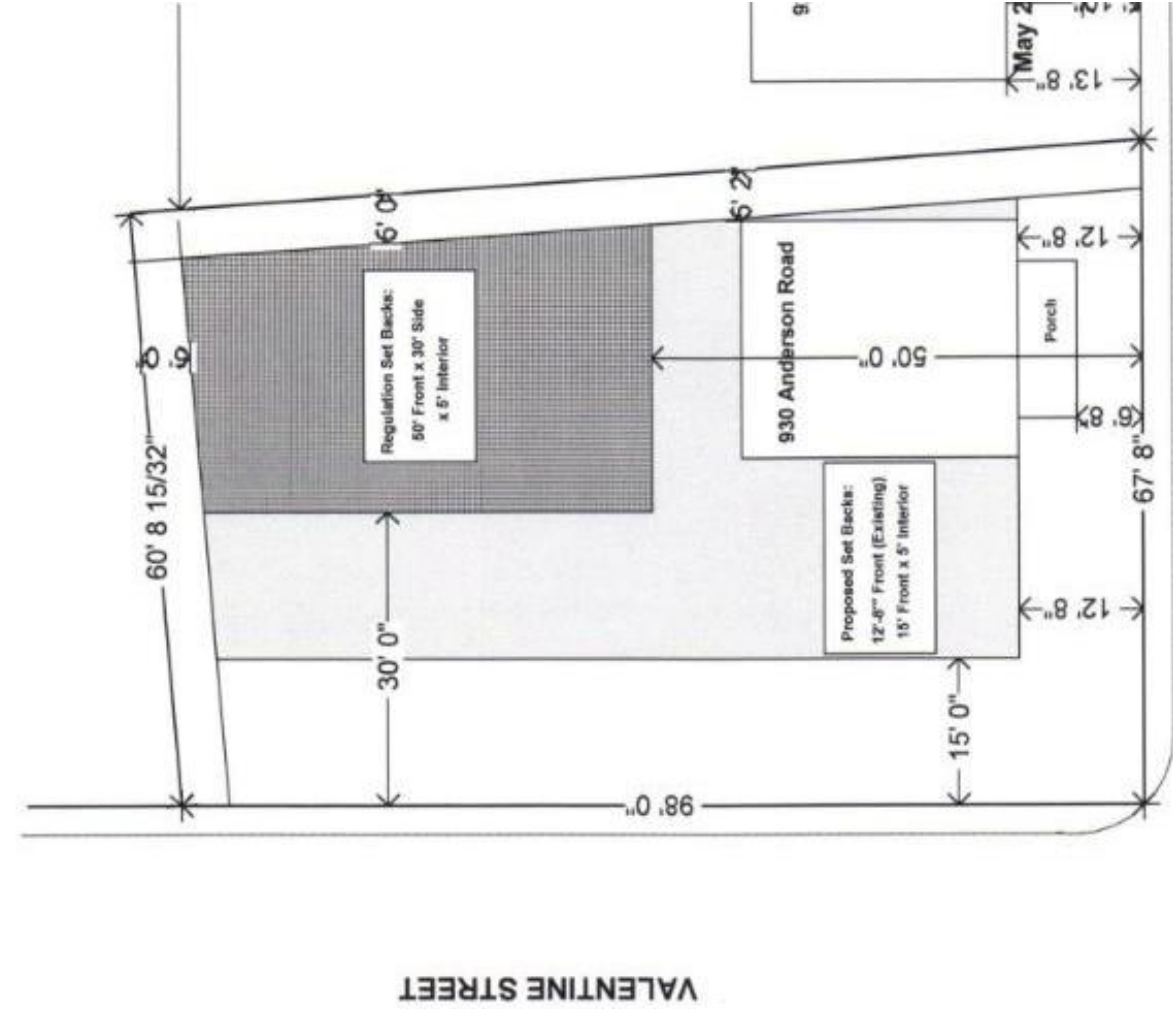 g
May 2
13' 8"
60' 8 15/32"
6' 0"
6' 0"
6' 2"
Regulation Set Backs:
50' Front x 30' Side
x 5' Interior
930 Anderson Road
12' 8"
Porch
50' 0"
6' 8"
67' 8"
Proposed Set Backs:
12'-8"" Front (Existing)
15' Front x 5' Interior
12' 8"
30' 0"
15' 0"
98' 0"
VALENTINE STREET